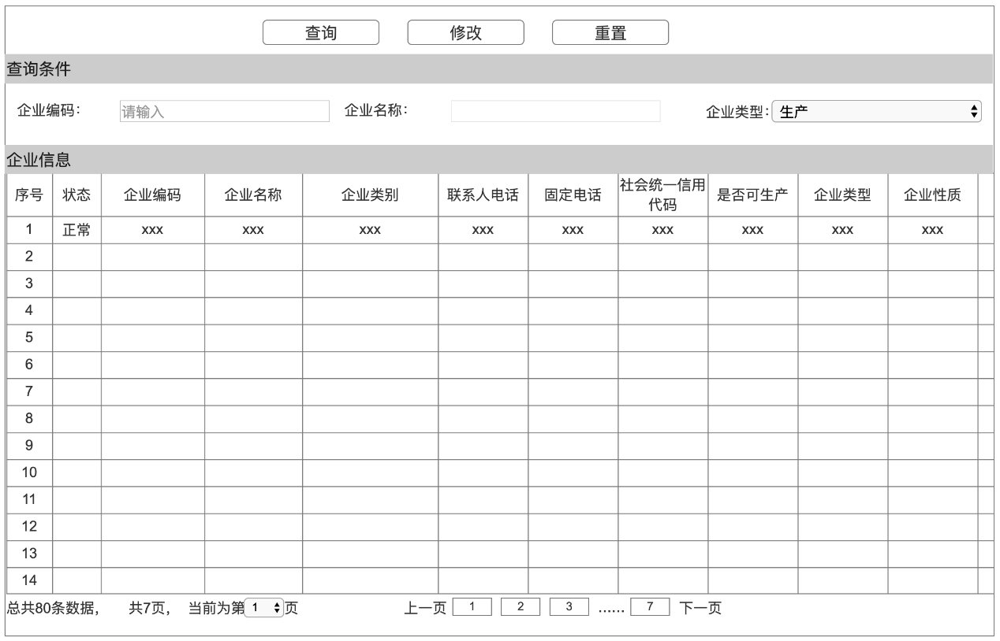 查询 修改 重置
查询条件
企业编码: 请输入 企业名称: 企业类型: 生产
企业信息
序号 状态 企业编码 企业名称 企业类别 联系人电话 固定电话 社会统一信用 是否可生产 企业类型 企业性质
代码
1 正常 xxx xxx xxx xxx xxx xxx xxx xxx xxx
2
3
4
5
6
7
8
9
10
11
12
13
14
总共80条数据, 共7页, 当前为第 1 页 上一页 1 2 3 ...... 7 下一页